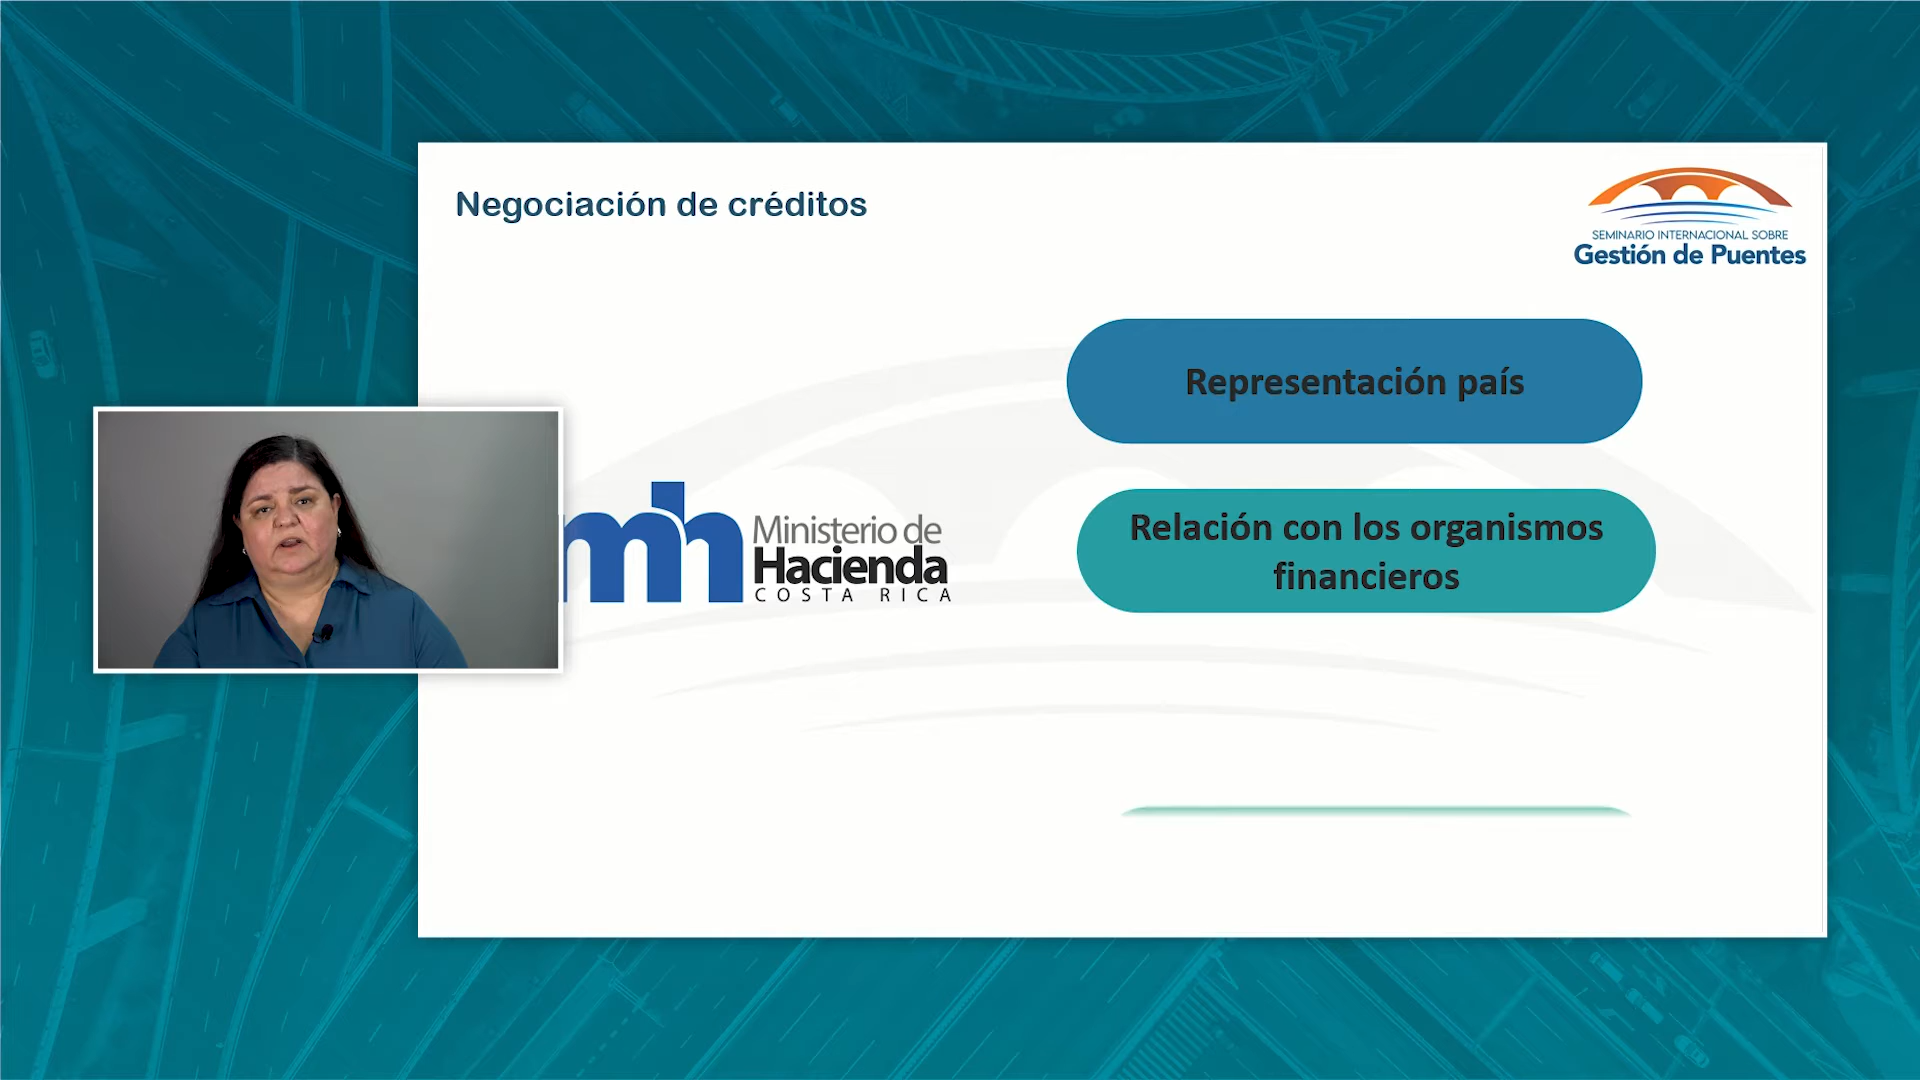 Negociación de créditos
SEMINARIO INTERNACIONAL SOBRE
Gestión de Puentes
Representación país
Relación con los organismos
financieros
mh
Ministerio de
Hacienda
COSTA RICA